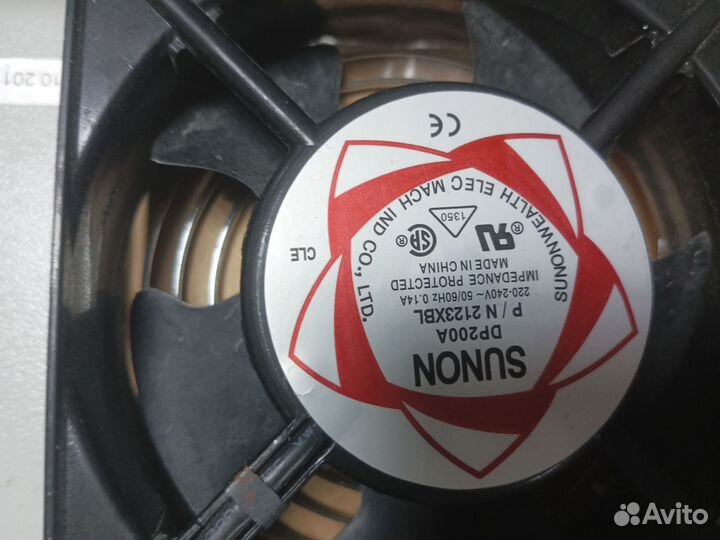 SUNON
DP200A
P / N 2123XBL
220-240V~ 50/60Hz 0.14A
IMPEDANCE PROTECTED
MADE IN CHINA
SUNONWEALTH ELEC MACH IND CO., LTD.
1350
CLE
CE
Avito